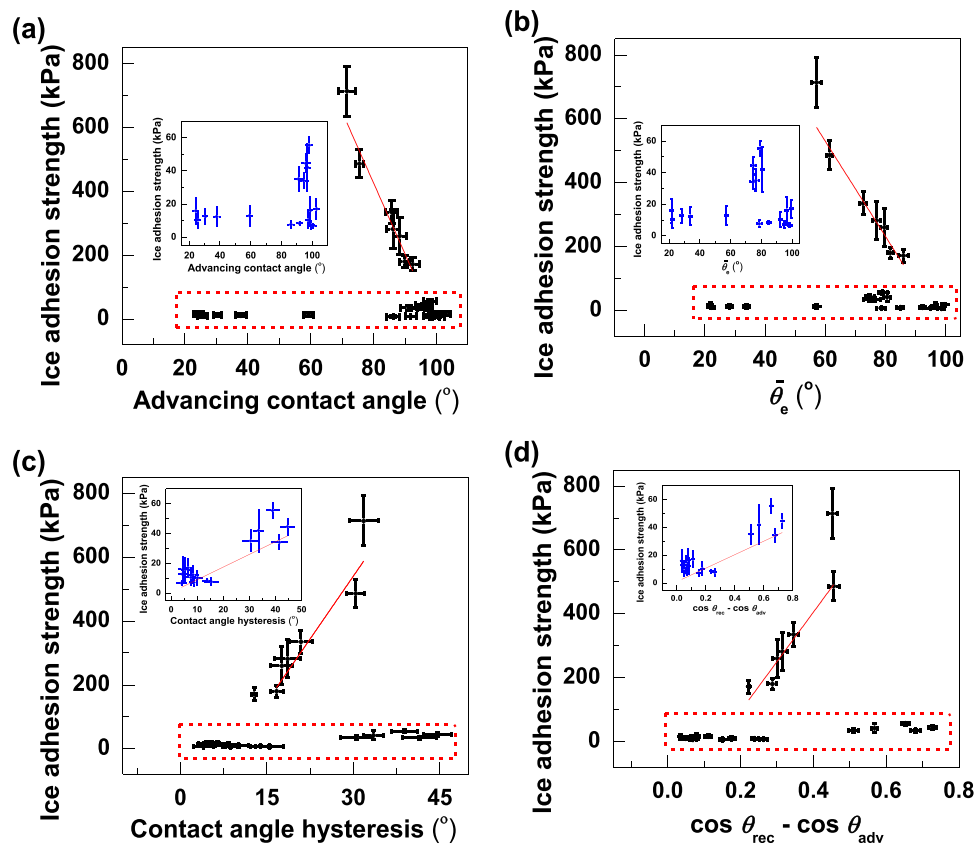 (a)
Ice adhesion strength (kPa)
800
600
400
200
0
0 20 40 60 80 100
Advancing contact angle (°)
Ice adhesion strength (kPa)
60
40
20
0
20 40 60 80 100
Advancing contact angle (°)
(b)
Ice adhesion strength (kPa)
800
600
400
200
0
0 20 40 60 80 100
θ̄e (°)
Ice adhesion strength (kPa)
60
40
20
0
20 40 60 80 100
θ̄e (°)
(c)
Ice adhesion strength (kPa)
800
600
400
200
0
0 15 30 45
Contact angle hysteresis (°)
Ice adhesion strength (kPa)
60
40
20
0
0 10 20 30 40 50
Contact angle hysteresis (°)
(d)
Ice adhesion strength (kPa)
800
600
400
200
0
0.0 0.2 0.4 0.6 0.8
cos θrec - cos θadv
Ice adhesion strength (kPa)
60
40
20
0
0.0 0.2 0.4 0.6 0.8
cos θrec - cos θadv